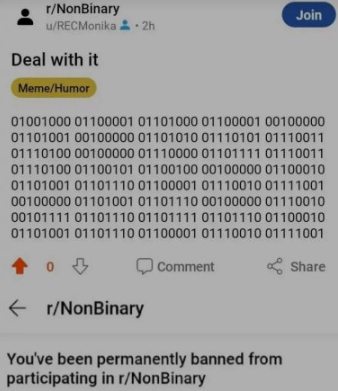 r/NonBinary
Join
u/RECMonika • 2h
Deal with it
Meme/Humor
01001000 01100001 01101000 01100001 00100000
01101001 00100000 01101010 01110101 01110011
01110100 00100000 01110000 01101111 01110011
01110100 01100101 01100100 00100000 01100010
01101001 01101110 01100001 01110010 01111001
00100000 01101001 01101110 00100000 01110010
00101111 01101110 01101111 01101110 01100010
01101001 01101110 01100001 01110010 01111001
0
Comment
Share
r/NonBinary
You've been permanently banned from
participating in r/NonBinary